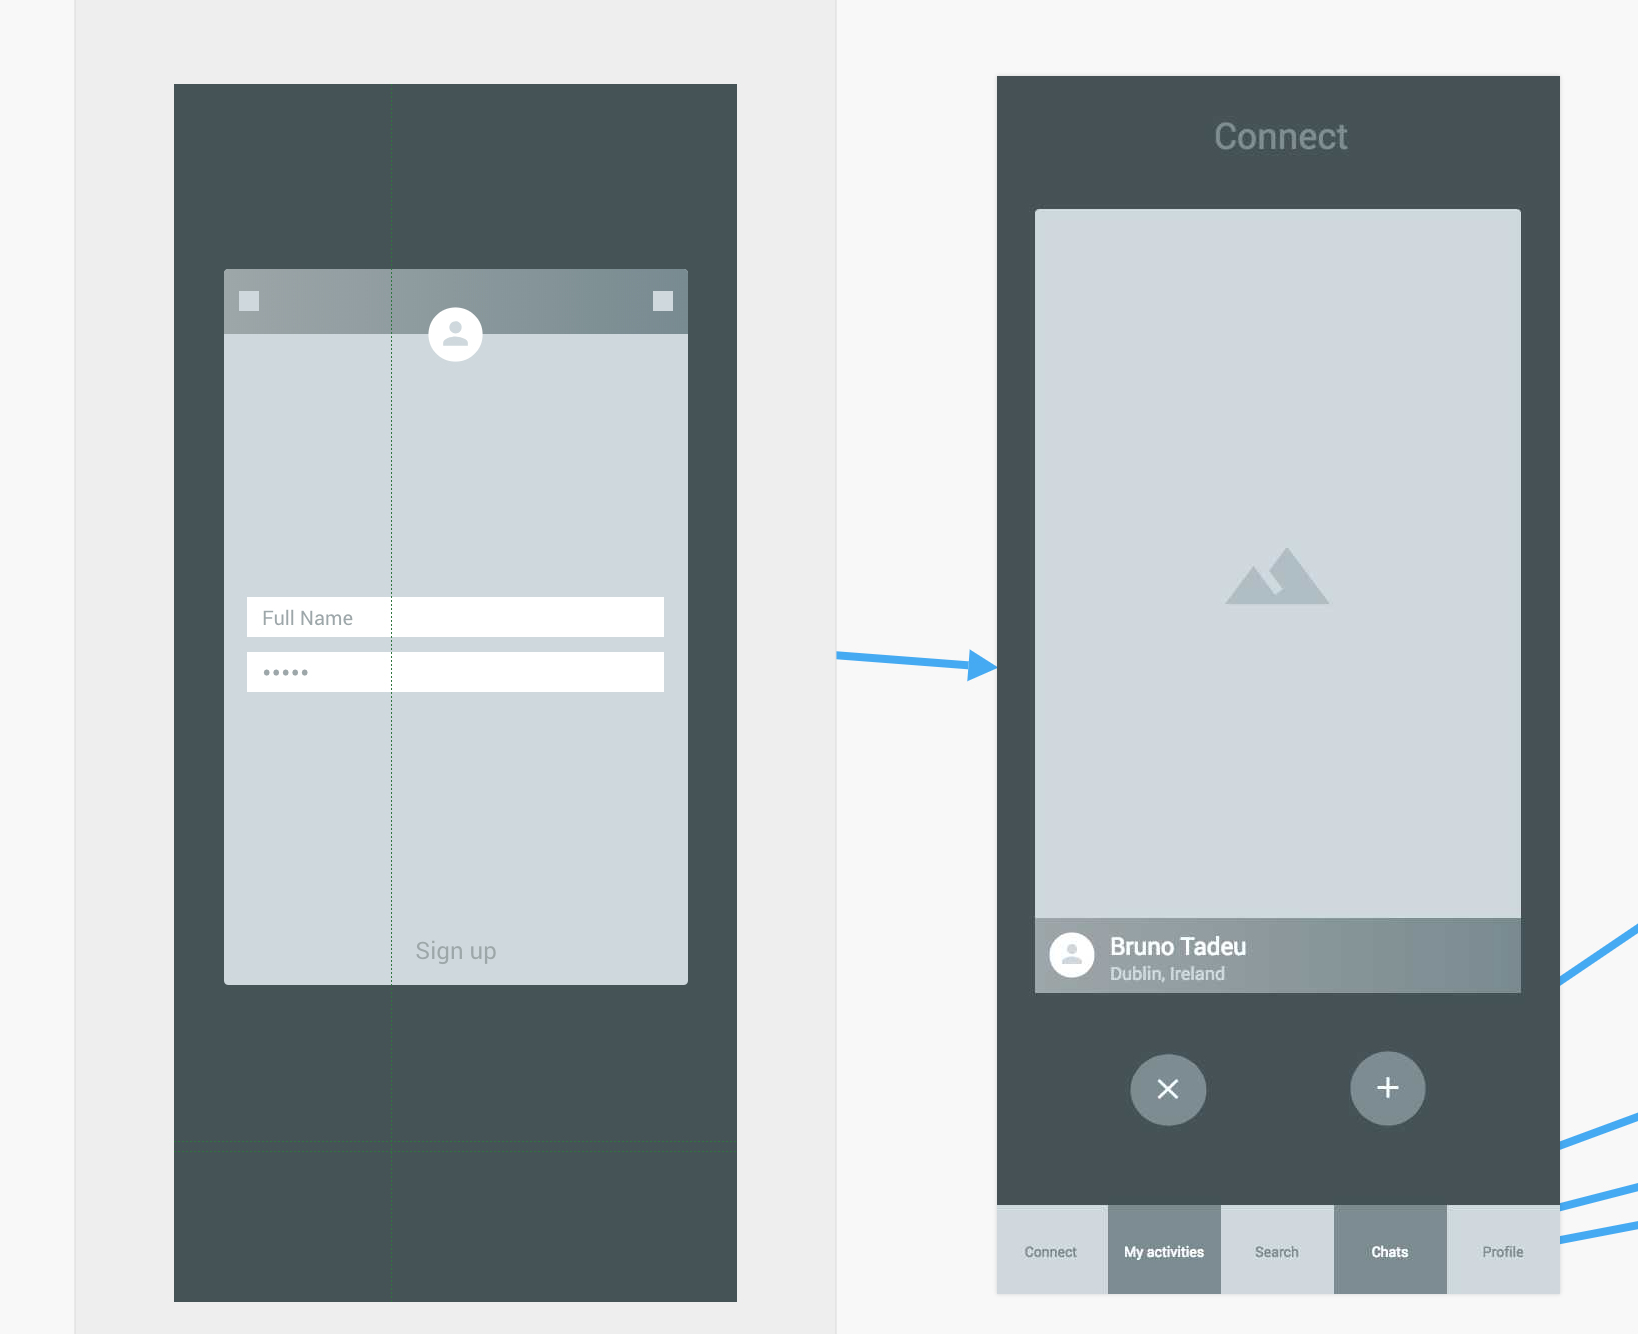 Full Name
•••••
Sign up
Connect
Bruno Tadeu
Dublin, Ireland
Connect
My activities
Search
Chats
Profile